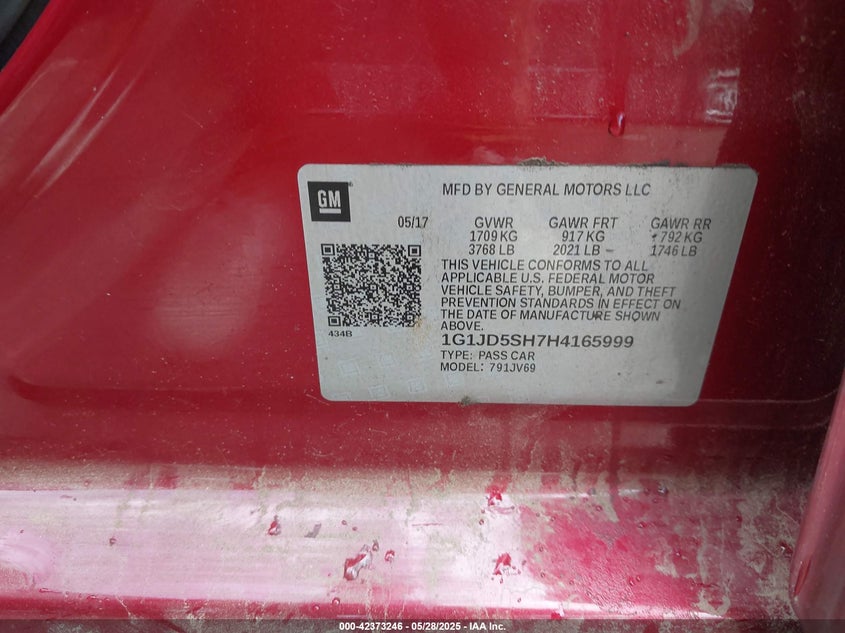 GM
MFD BY GENERAL MOTORS LLC
05/17 GVWR GAWR FRT GAWR RR
1709 KG 917 KG 792 KG
3768 LB 2021 LB 1746 LB
THIS VEHICLE CONFORMS TO ALL
APPLICABLE U.S. FEDERAL MOTOR
VEHICLE SAFETY, BUMPER, AND THEFT
PREVENTION STANDARDS IN EFFECT ON
THE DATE OF MANUFACTURE SHOWN
ABOVE.
434B
1G1JD5SH7H4165999
TYPE: PASS CAR
MODEL: 791JV69
000-42373246 - 05/28/2025 - IAA Inc.